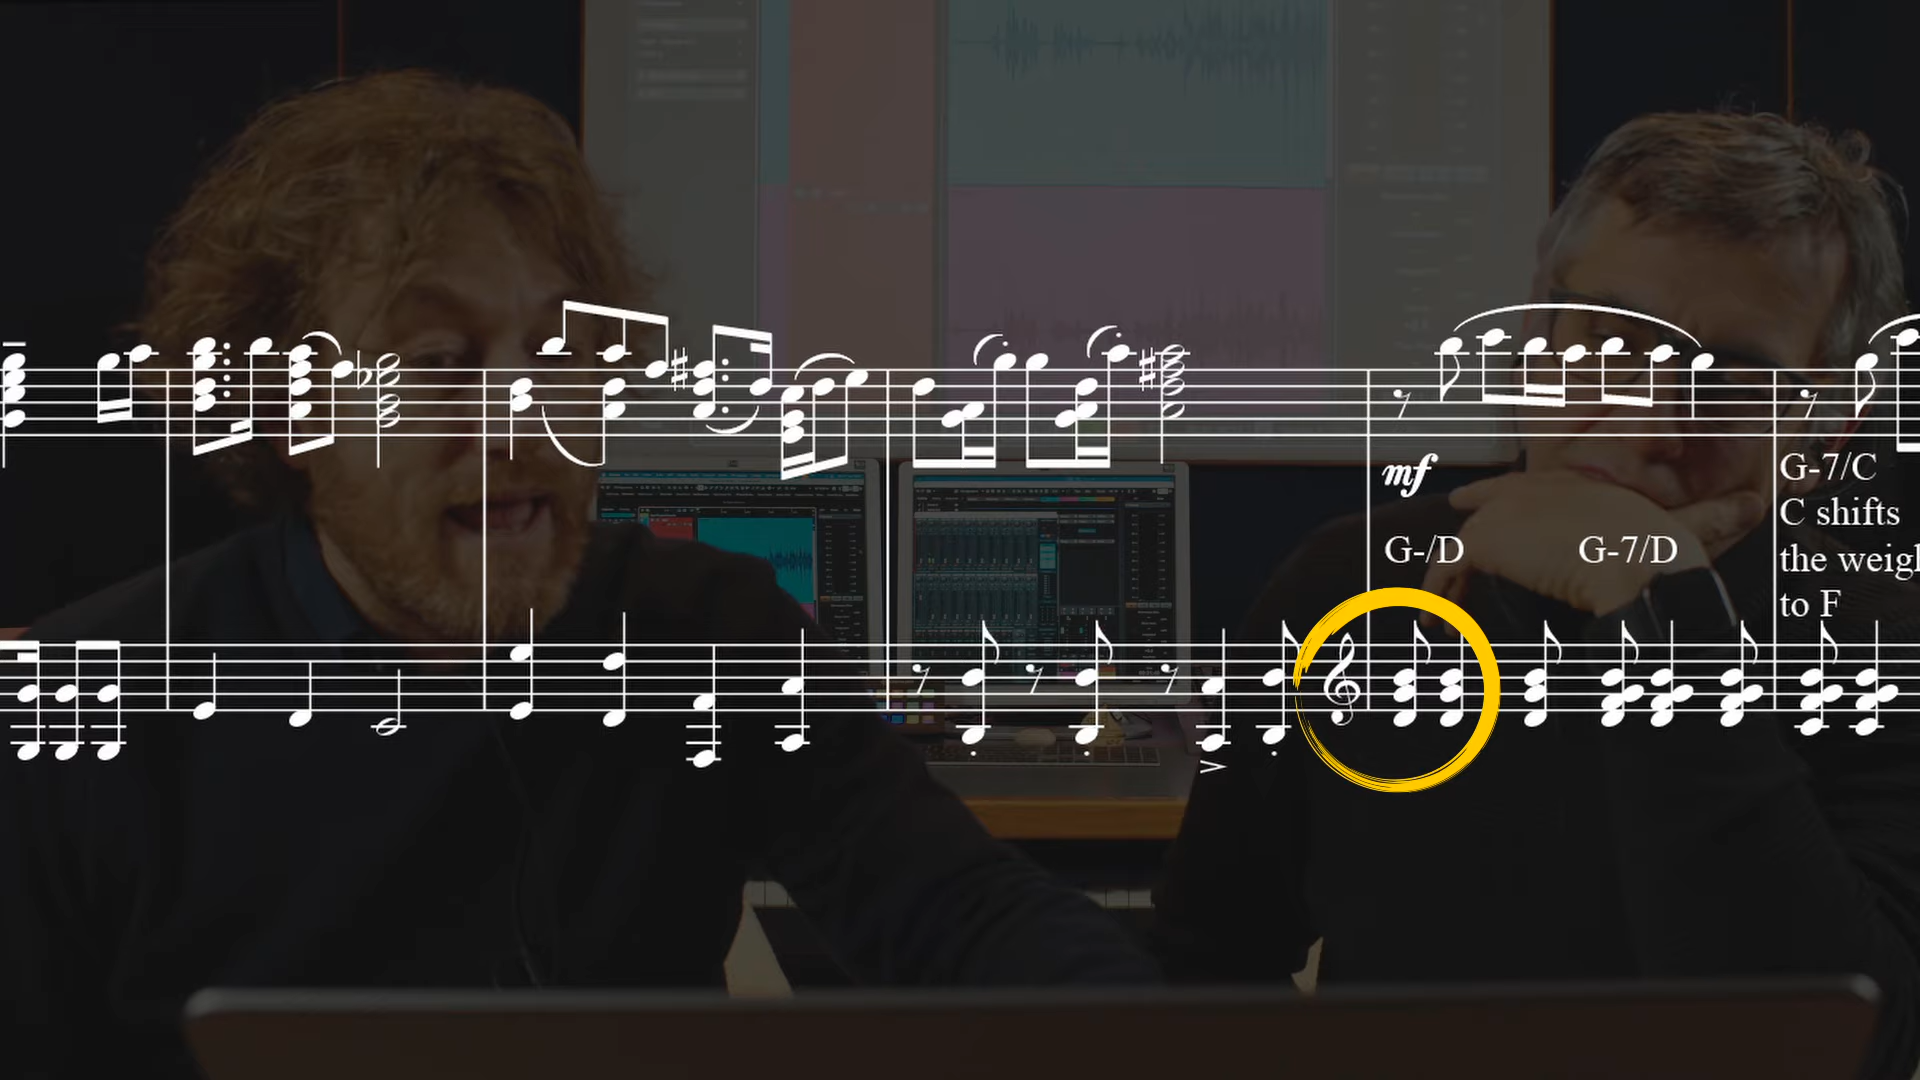 mf
G-/D
G-7/D
G-7/C
C shifts
the weigh
to F